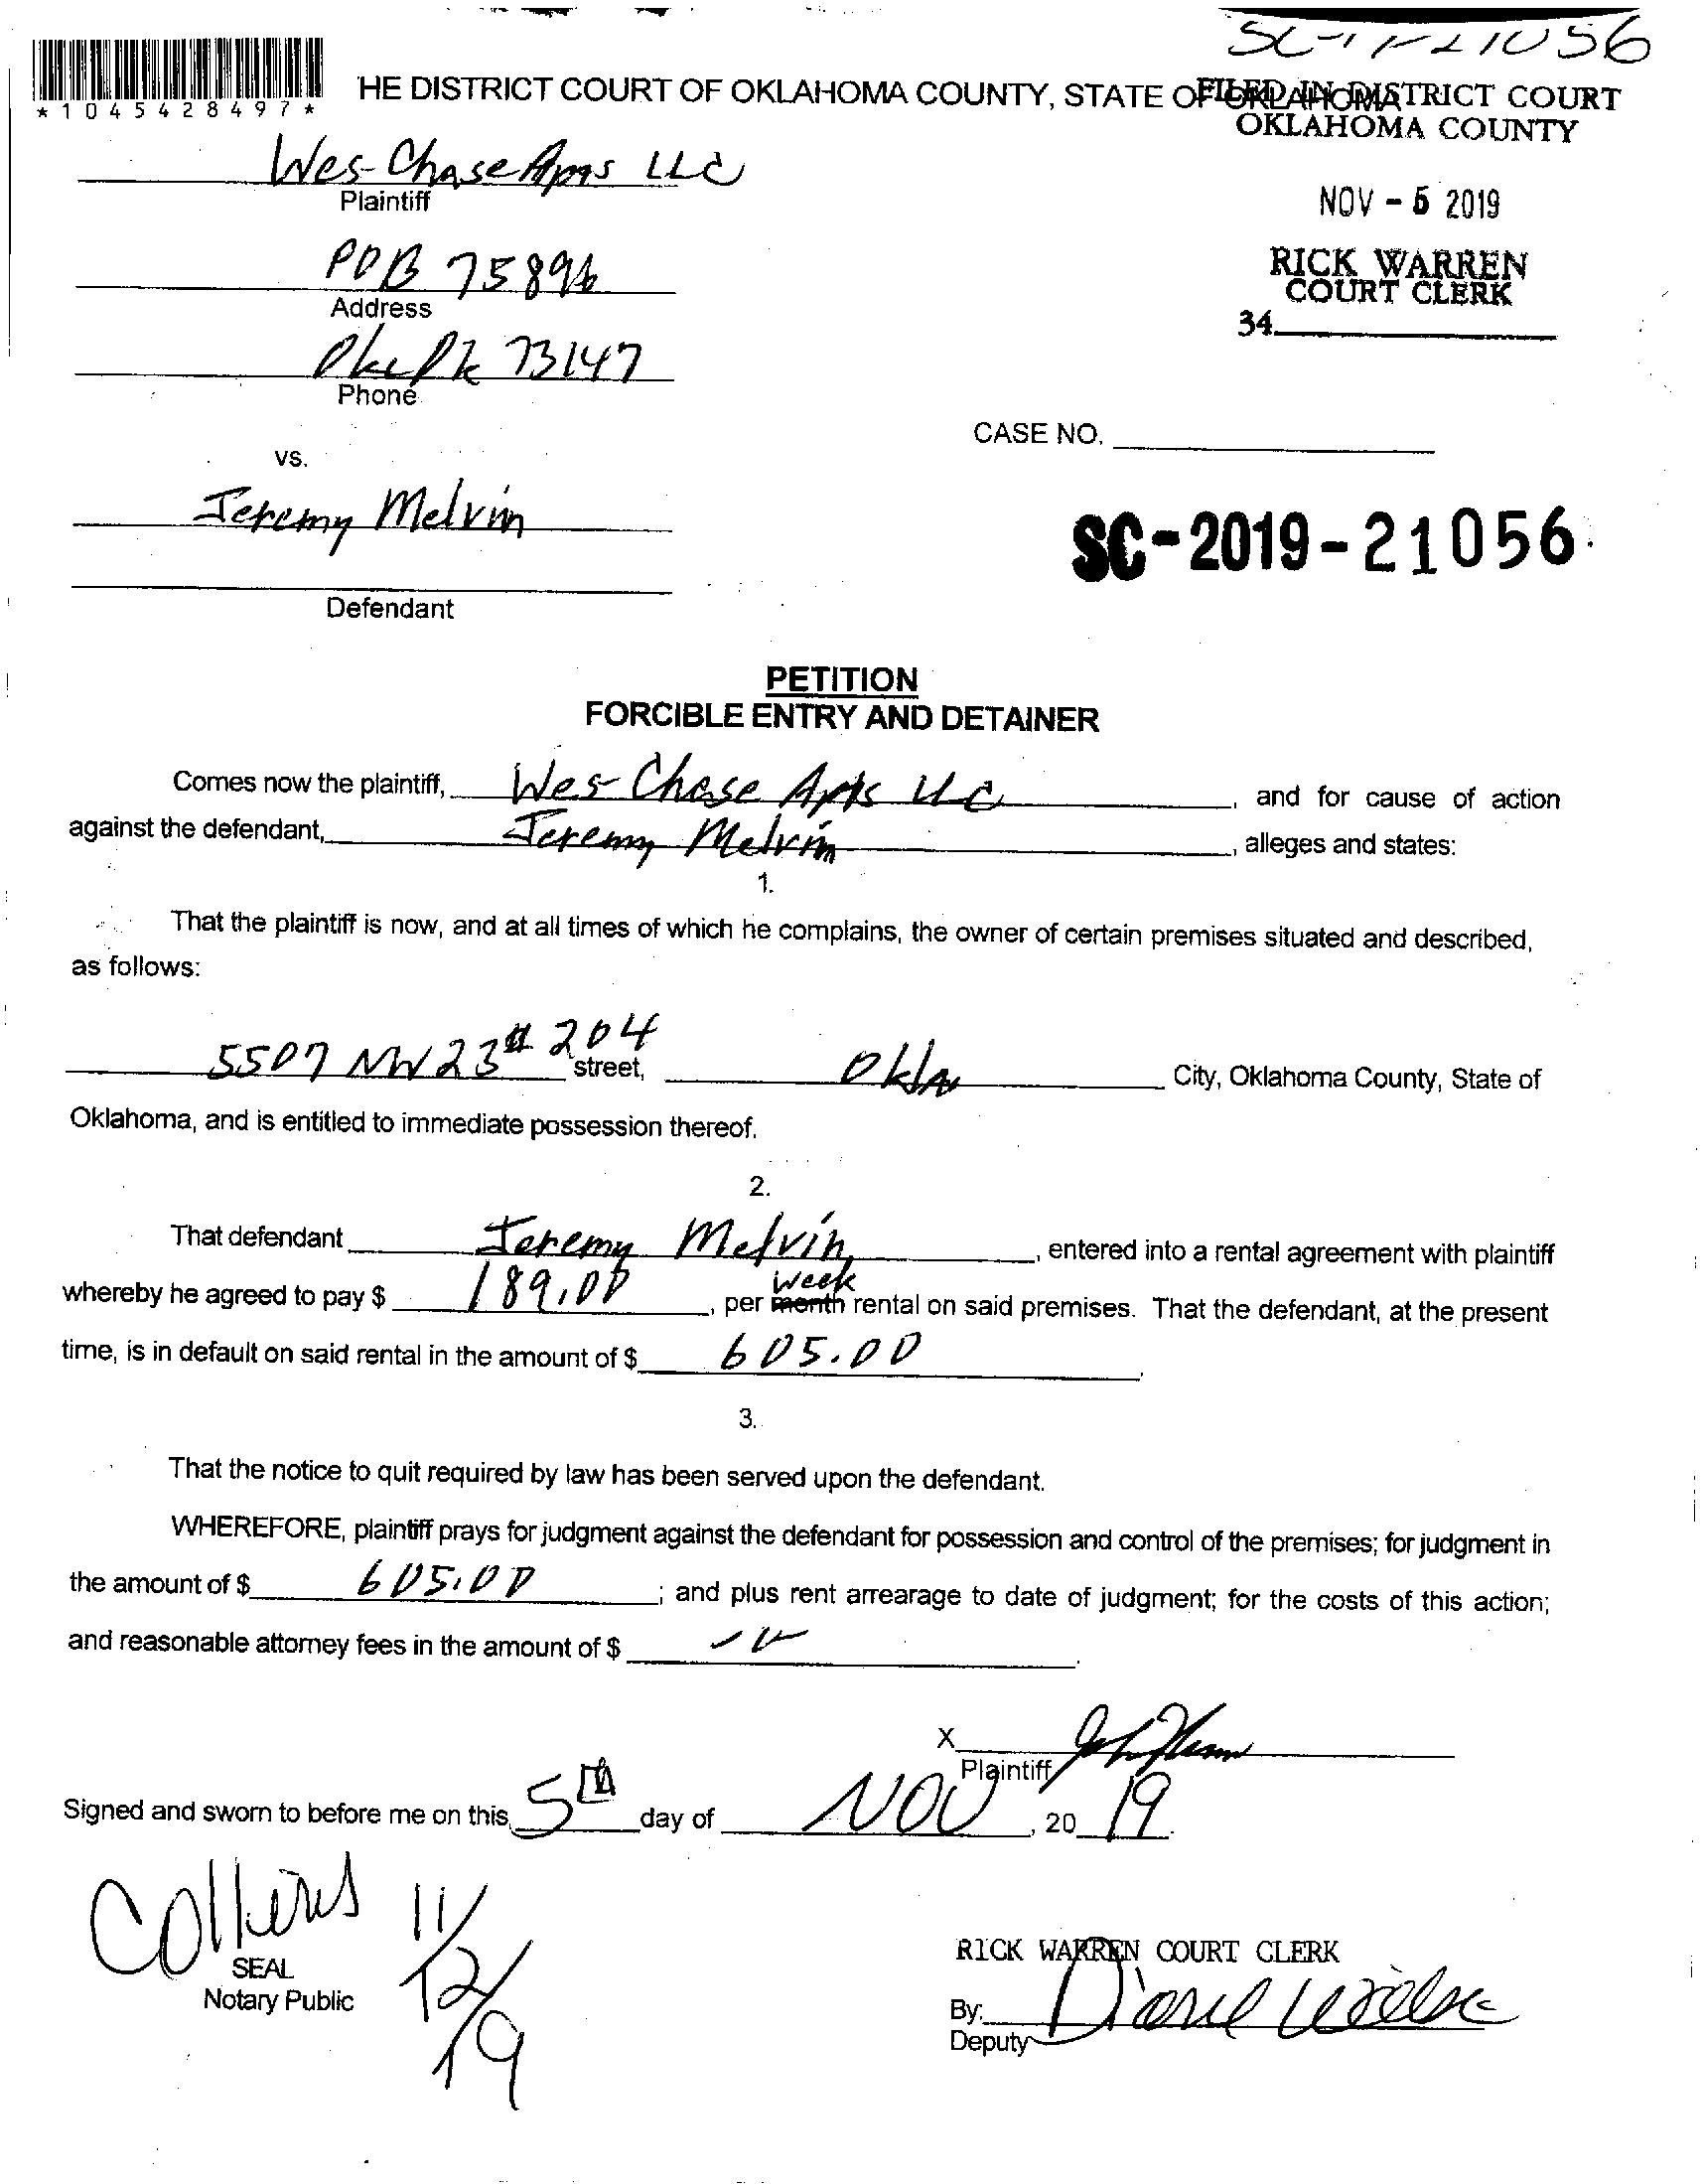 *1045428497*
HE DISTRICT COURT OF OKLAHOMA COUNTY, STATE OF OKLAHOMA
FILED IN DISTRICT COURT
OKLAHOMA COUNTY
Wes-Chase Apts LLC
Plaintiff
NOV - 5 2019
POB 75896
Address
RICK WARREN
COURT CLERK
34
Okc Ok 73147
Phone
CASE NO.
vs.
Jeremy Melvin
SC-2019-21056
Defendant
PETITION
FORCIBLE ENTRY AND DETAINER
Comes now the plaintiff, Wes-Chase Apts LLC, and for cause of action
against the defendant, Jeremy Melvin, alleges and states:
1.
That the plaintiff is now, and at all times of which he complains, the owner of certain premises situated and described,
as follows:
5507 NW 23 # 204 street, Okla City, Oklahoma County, State of
Oklahoma, and is entitled to immediate possession thereof.
2.
That defendant Jeremy Melvin, entered into a rental agreement with plaintiff
whereby he agreed to pay $ 189.00, per month week rental on said premises. That the defendant, at the present
time, is in default on said rental in the amount of $ 605.00.
3.
That the notice to quit required by law has been served upon the defendant.
WHEREFORE, plaintiff prays for judgment against the defendant for possession and control of the premises; for judgment in
the amount of $ 605.00; and plus rent arrearage to date of judgment; for the costs of this action;
and reasonable attorney fees in the amount of $
X
Plaintiff
Signed and sworn to before me on this 5th day of NOV, 2019.
Collins 11/12/19
SEAL
Notary Public
RICK WARREN COURT CLERK
By:
Deputy